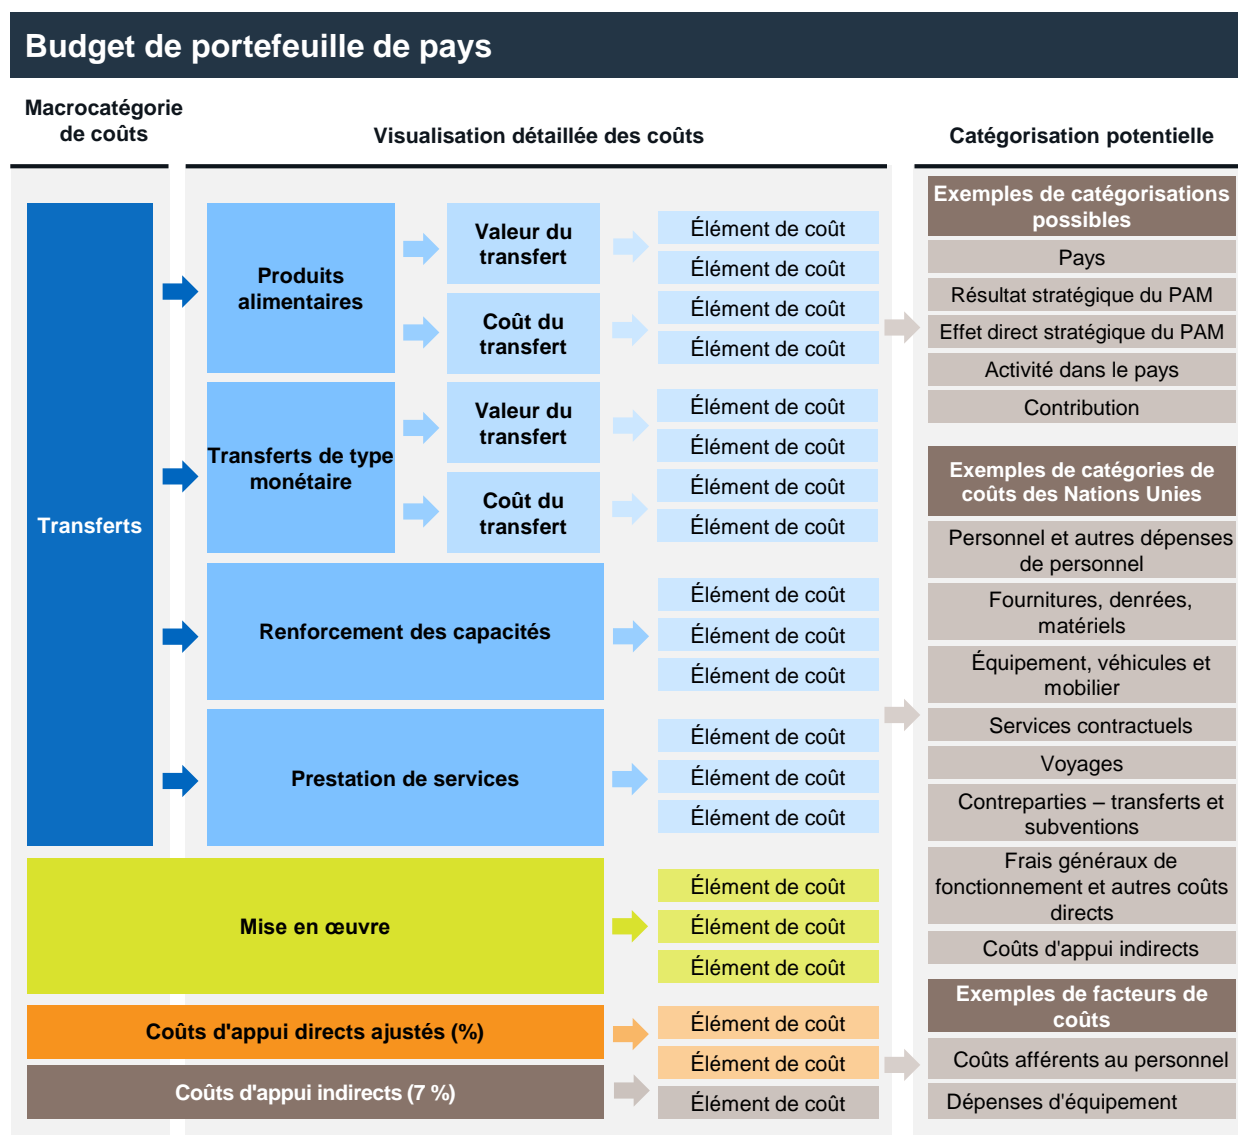 Budget de portefeuille de pays
Macrocatégorie
de coûts
Visualisation détaillée des coûts
Catégorisation potentielle
Transferts
Produits
alimentaires
Valeur du
transfert
Élément de coût
Élément de coût
Coût du
transfert
Élément de coût
Élément de coût
Transferts de type
monétaire
Valeur du
transfert
Élément de coût
Élément de coût
Coût du
transfert
Élément de coût
Élément de coût
Renforcement des capacités
Élément de coût
Élément de coût
Élément de coût
Prestation de services
Élément de coût
Élément de coût
Élément de coût
Mise en œuvre
Élément de coût
Élément de coût
Élément de coût
Coûts d'appui directs ajustés (%)
Élément de coût
Élément de coût
Coûts d'appui indirects (7 %)
Élément de coût
Exemples de catégorisations
possibles
Pays
Résultat stratégique du PAM
Effet direct stratégique du PAM
Activité dans le pays
Contribution
Exemples de catégories de
coûts des Nations Unies
Personnel et autres dépenses
de personnel
Fournitures, denrées,
matériels
Équipement, véhicules et
mobilier
Services contractuels
Voyages
Contreparties – transferts et
subventions
Frais généraux de
fonctionnement et autres coûts
directs
Coûts d'appui indirects
Exemples de facteurs de
coûts
Coûts afférents au personnel
Dépenses d'équipement